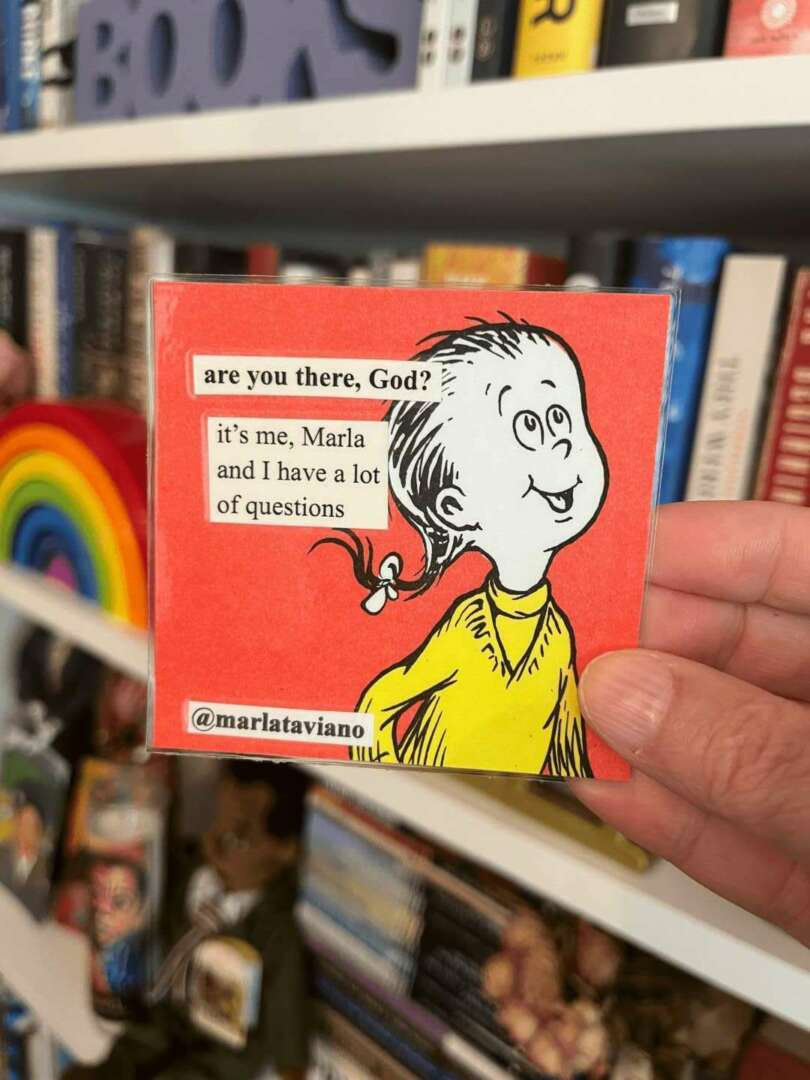 BOOKS
are you there, God?
it's me, Marla
and I have a lot
of questions
@marlataviano